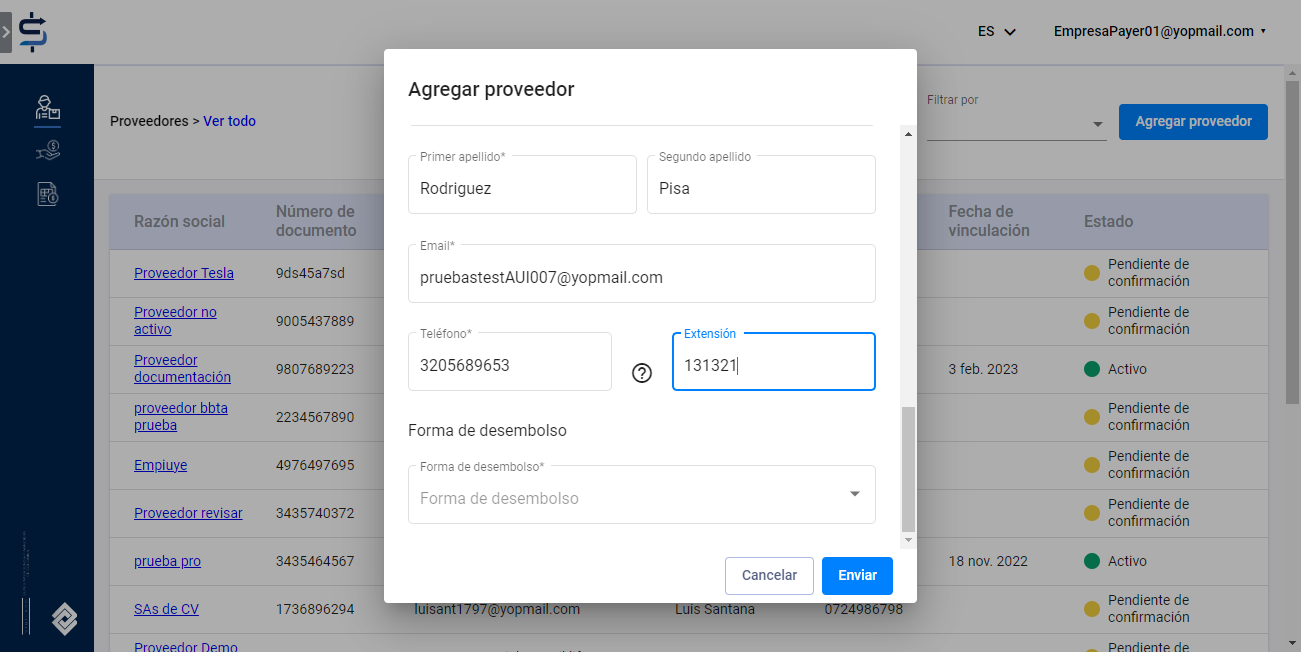 ES
EmpresaPayer01@yopmail.com
Proveedores > Ver todo
Filtrar por
Agregar proveedor
Razón social
Número de
documento
Fecha de
vinculación
Estado
Proveedor Tesla
9ds45a7sd
Pendiente de
confirmación
Proveedor no
activo
9005437889
Pendiente de
confirmación
Proveedor
documentación
9807689223
3 feb. 2023
Activo
proveedor bbta
prueba
2234567890
Pendiente de
confirmación
Empiuye
4976497695
Pendiente de
confirmación
Proveedor revisar
3435740372
Pendiente de
confirmación
prueba pro
3435464567
18 nov. 2022
Activo
SAs de CV
1736896294
luisant1797@yopmail.com
Luis Santana
0724986798
Pendiente de
confirmación
Proveedor Demo
Pendiente de
Agregar proveedor
Primer apellido*
Rodriguez
Segundo apellido
Pisa
Email*
pruebastestAUI007@yopmail.com
Teléfono*
3205689653
Extensión
131321
Forma de desembolso
Forma de desembolso*
Forma de desembolso
Cancelar
Enviar